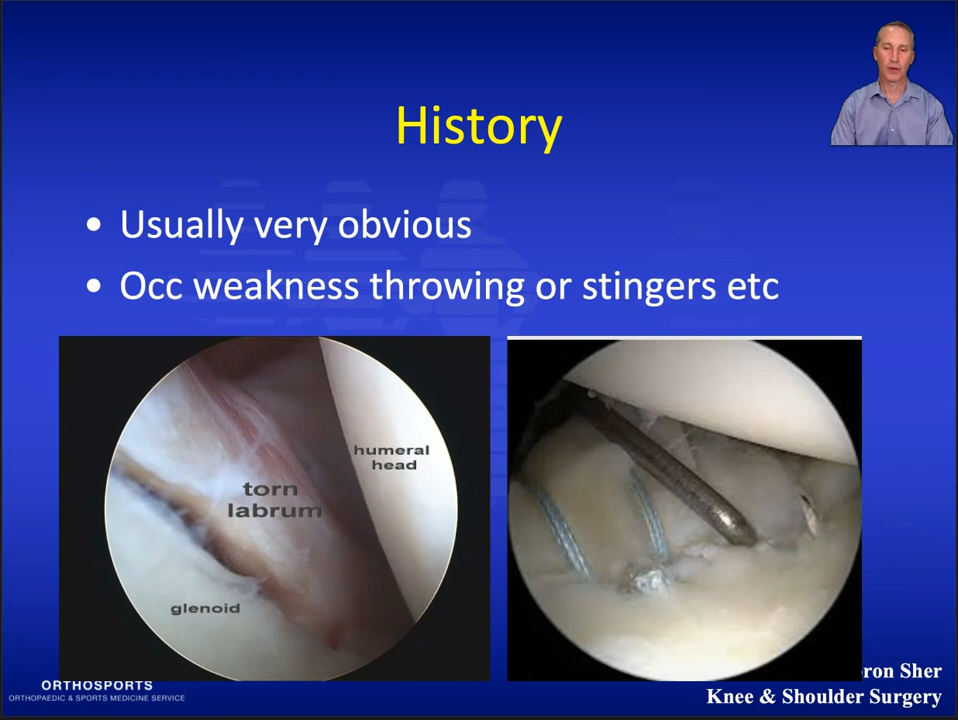 History
• Usually very obvious
• Occ weakness throwing or stingers etc
humeral
head
torn
labrum
glenoid
ORTHOSPORTS
ORTHOPAEDIC & SPORTS MEDICINE SERVICE
Sher
Knee & Shoulder Surgery